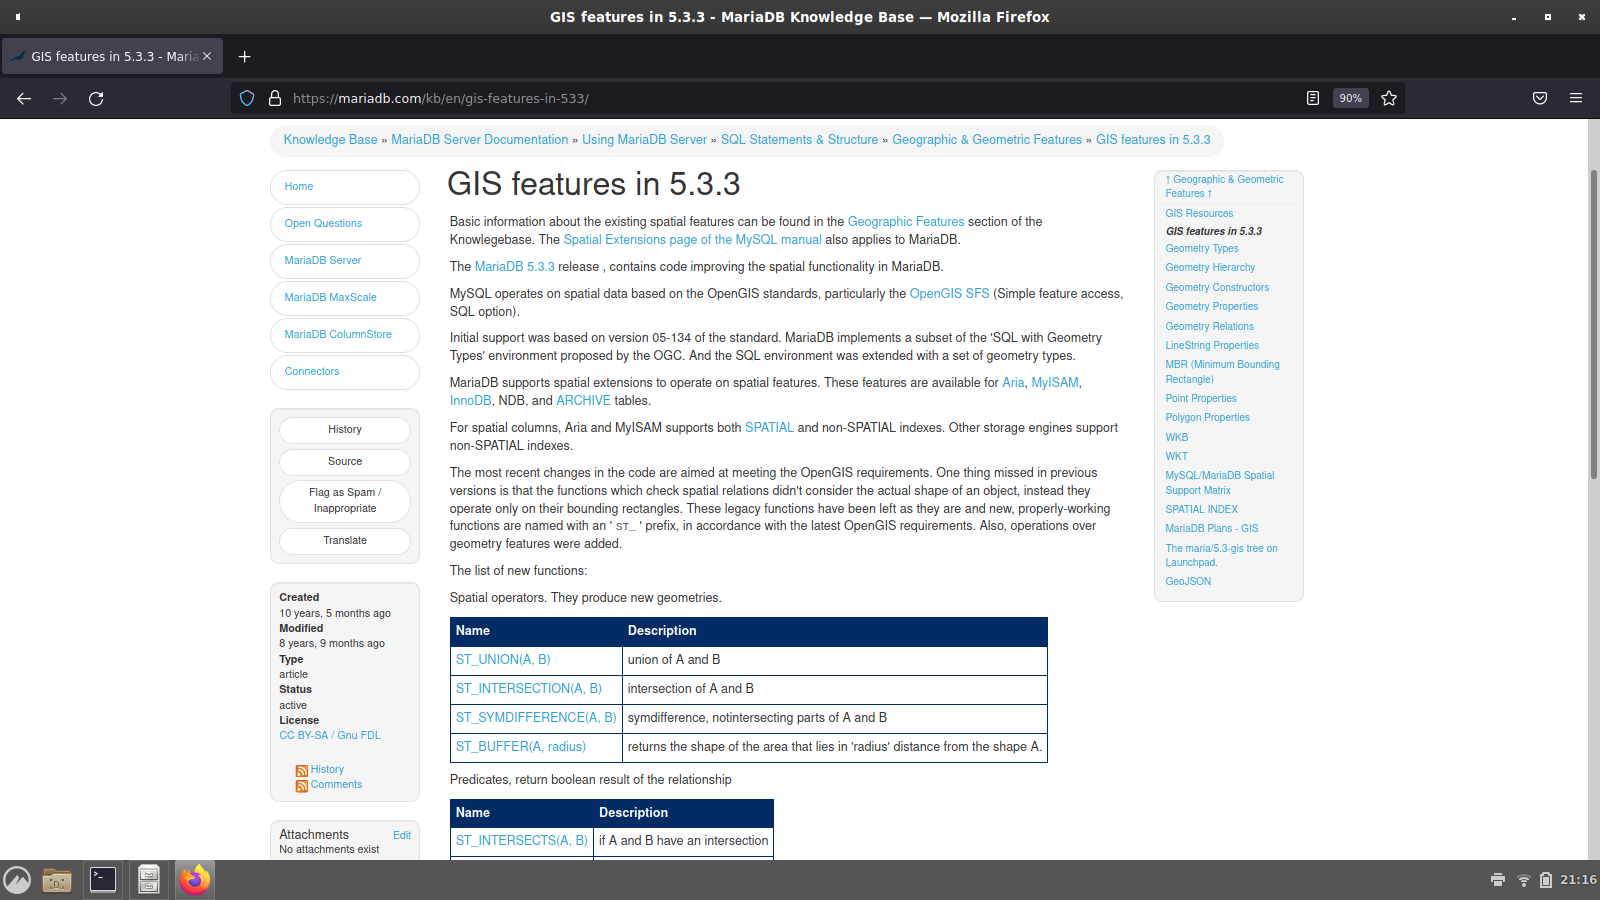 GIS features in 5.3.3 - MariaDB Knowledge Base — Mozilla Firefox
GIS features in 5.3.3 - Maria
https://mariadb.com/kb/en/gis-features-in-533/
90%
Knowledge Base » MariaDB Server Documentation » Using MariaDB Server » SQL Statements & Structure » Geographic & Geometric Features » GIS features in 5.3.3
Home
Open Questions
MariaDB Server
MariaDB MaxScale
MariaDB ColumnStore
Connectors
History
Source
Flag as Spam /
Inappropriate
Translate
Created
10 years, 5 months ago
Modified
8 years, 9 months ago
Type
article
Status
active
License
CC BY-SA / Gnu FDL
History
Comments
Attachments
Edit
No attachments exist
GIS features in 5.3.3
Basic information about the existing spatial features can be found in the Geographic Features section of the
Knowlegebase. The Spatial Extensions page of the MySQL manual also applies to MariaDB.
The MariaDB 5.3.3 release , contains code improving the spatial functionality in MariaDB.
MySQL operates on spatial data based on the OpenGIS standards, particularly the OpenGIS SFS (Simple feature access,
SQL option).
Initial support was based on version 05-134 of the standard. MariaDB implements a subset of the 'SQL with Geometry
Types' environment proposed by the OGC. And the SQL environment was extended with a set of geometry types.
MariaDB supports spatial extensions to operate on spatial features. These features are available for Aria, MyISAM,
InnoDB, NDB, and ARCHIVE tables.
For spatial columns, Aria and MyISAM supports both SPATIAL and non-SPATIAL indexes. Other storage engines support
non-SPATIAL indexes.
The most recent changes in the code are aimed at meeting the OpenGIS requirements. One thing missed in previous
versions is that the functions which check spatial relations didn't consider the actual shape of an object, instead they
operate only on their bounding rectangles. These legacy functions have been left as they are and new, properly-working
functions are named with an ' ST_ ' prefix, in accordance with the latest OpenGIS requirements. Also, operations over
geometry features were added.
The list of new functions:
Spatial operators. They produce new geometries.
Name Description
ST_UNION(A, B) union of A and B
ST_INTERSECTION(A, B) intersection of A and B
ST_SYMDIFFERENCE(A, B) symdifference, notintersecting parts of A and B
ST_BUFFER(A, radius) returns the shape of the area that lies in 'radius' distance from the shape A.
Predicates, return boolean result of the relationship
Name Description
ST_INTERSECTS(A, B) if A and B have an intersection
↑ Geographic & Geometric
Features ↑
GIS Resources
GIS features in 5.3.3
Geometry Types
Geometry Hierarchy
Geometry Constructors
Geometry Properties
Geometry Relations
LineString Properties
MBR (Minimum Bounding
Rectangle)
Point Properties
Polygon Properties
WKB
WKT
MySQL/MariaDB Spatial
Support Matrix
SPATIAL INDEX
MariaDB Plans - GIS
The maria/5.3-gis tree on
Launchpad.
GeoJSON
21:16